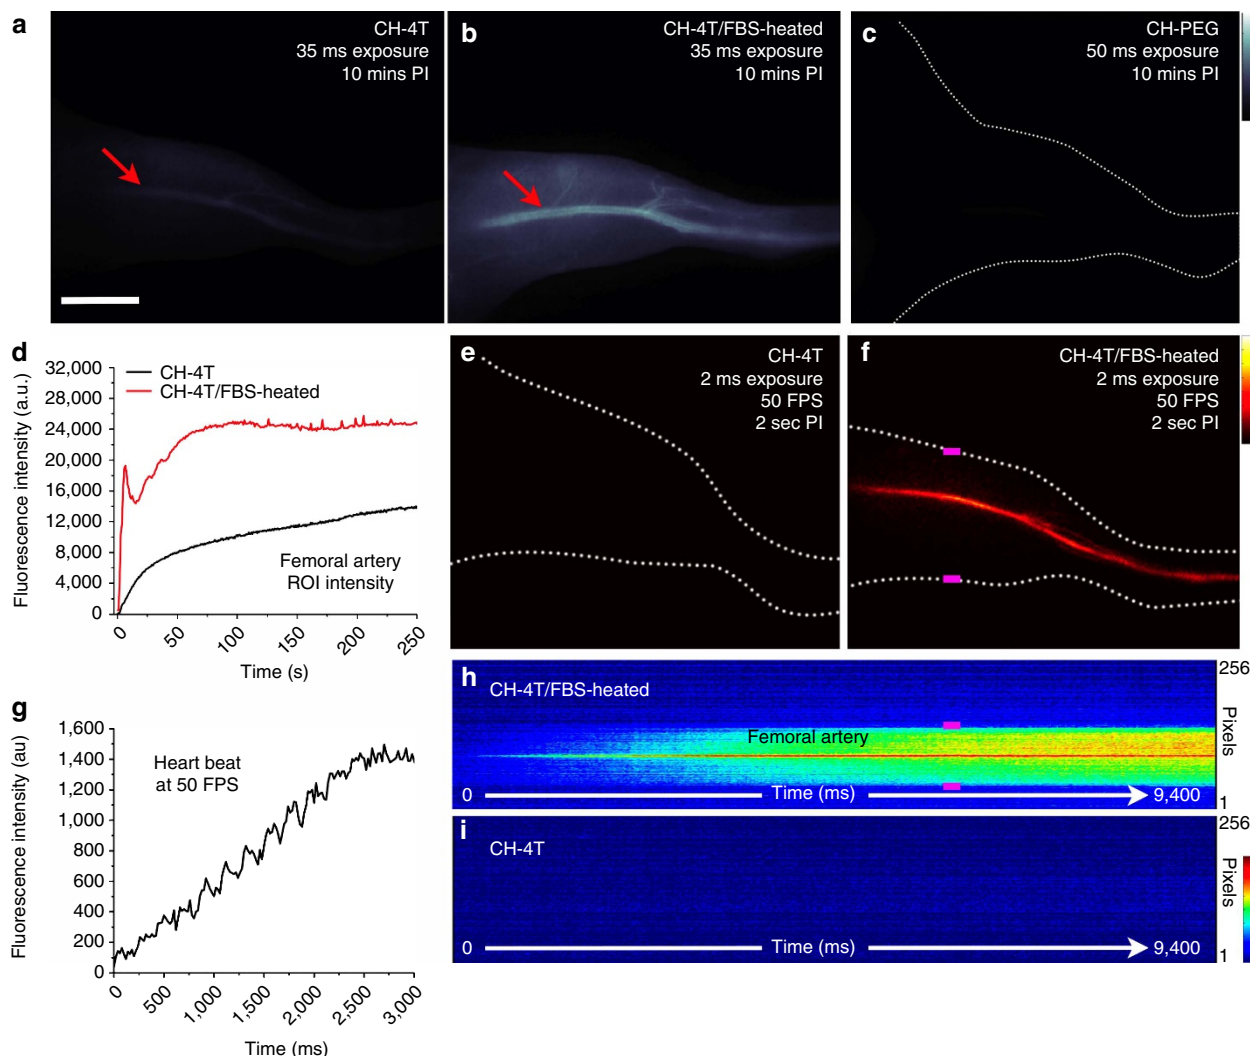 a
CH-4T
35 ms exposure
10 mins PI
b
CH-4T/FBS-heated
35 ms exposure
10 mins PI
c
CH-PEG
50 ms exposure
10 mins PI
d
Fluorescence intensity (a.u.)
32,000
28,000
24,000
20,000
16,000
12,000
8,000
4,000
0
CH-4T
CH-4T/FBS-heated
Femoral artery
ROI intensity
0
50
100
150
200
250
Time (s)
e
CH-4T
2 ms exposure
50 FPS
2 sec PI
f
CH-4T/FBS-heated
2 ms exposure
50 FPS
2 sec PI
g
Fluorescence intensity (au)
1,600
1,400
1,200
1,000
800
600
400
200
0
Heart beat
at 50 FPS
0
500
1,000
1,500
2,000
2,500
3,000
Time (ms)
h
CH-4T/FBS-heated
Femoral artery
0
Time (ms)
9,400
256
Pixels
1
i
CH-4T
0
Time (ms)
9,400
256
Pixels
1